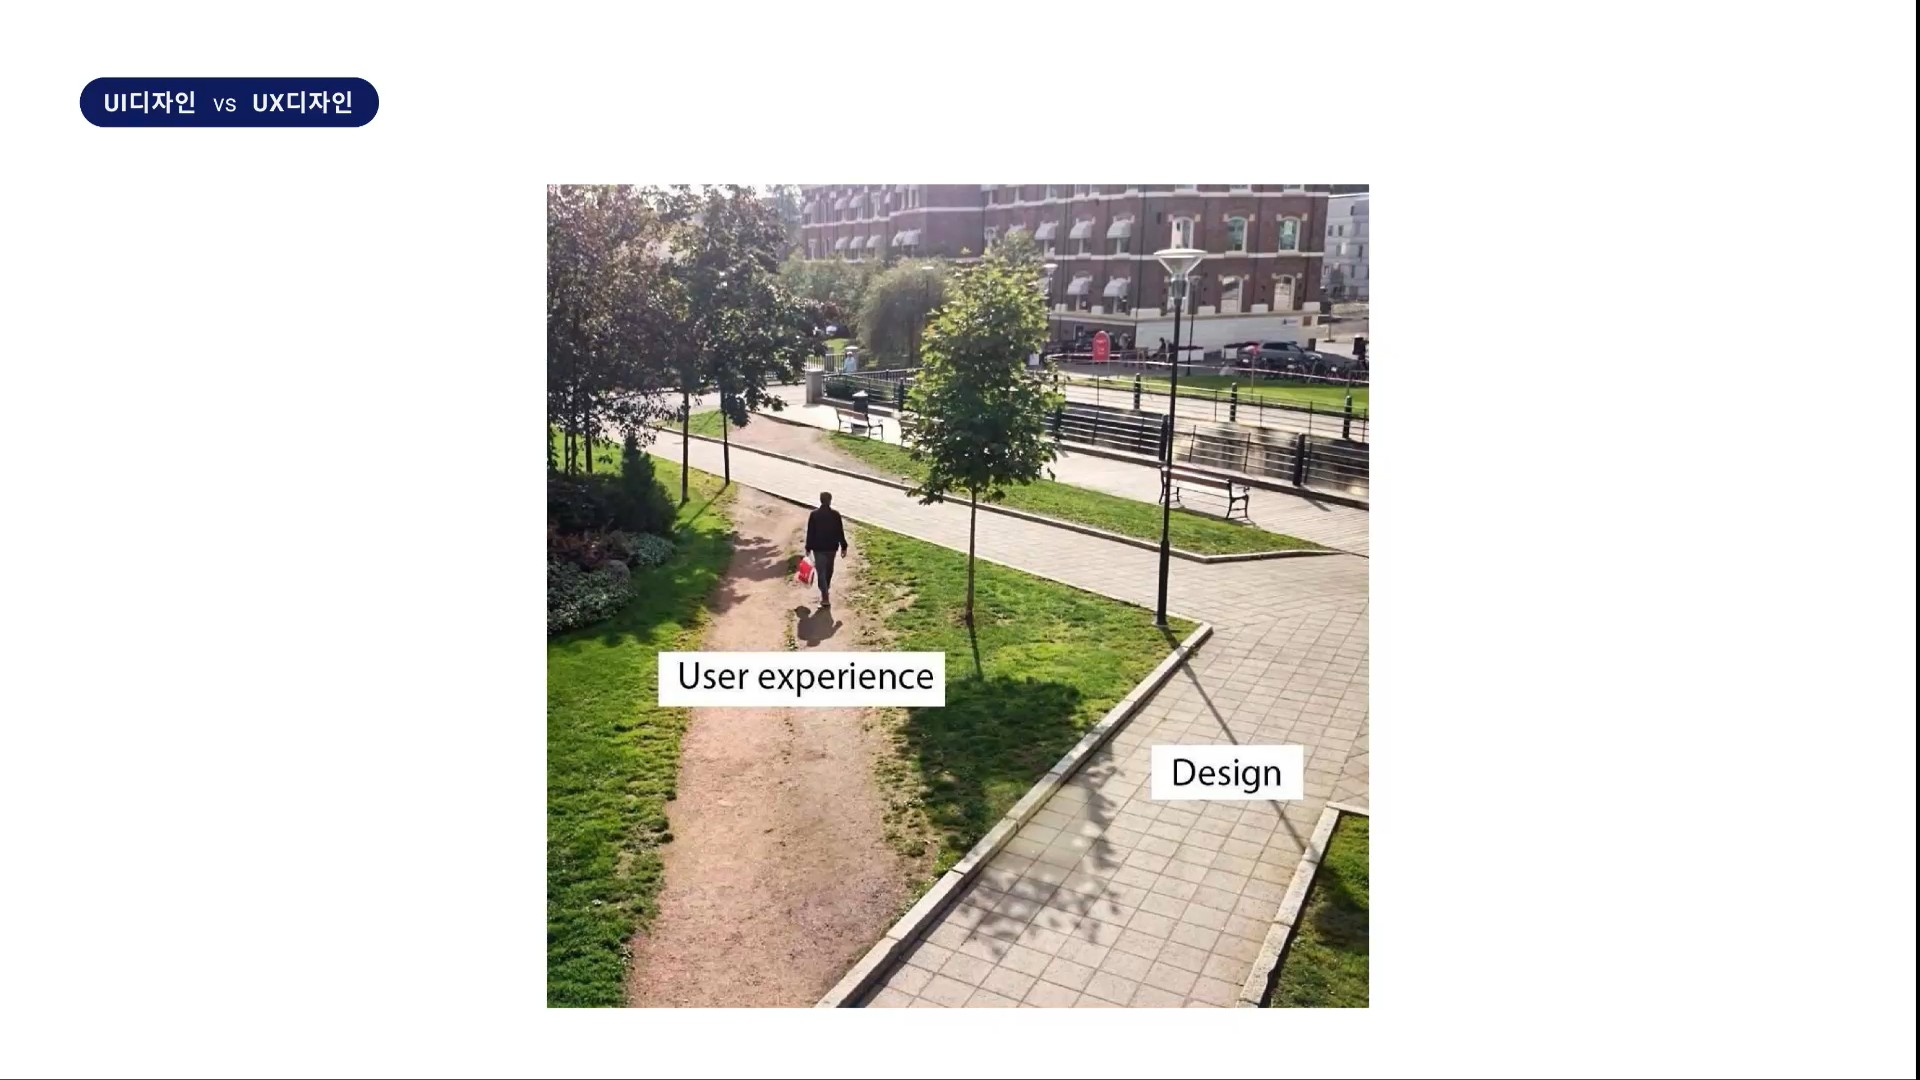 UI디자인 vs UX디자인
User experience
Design